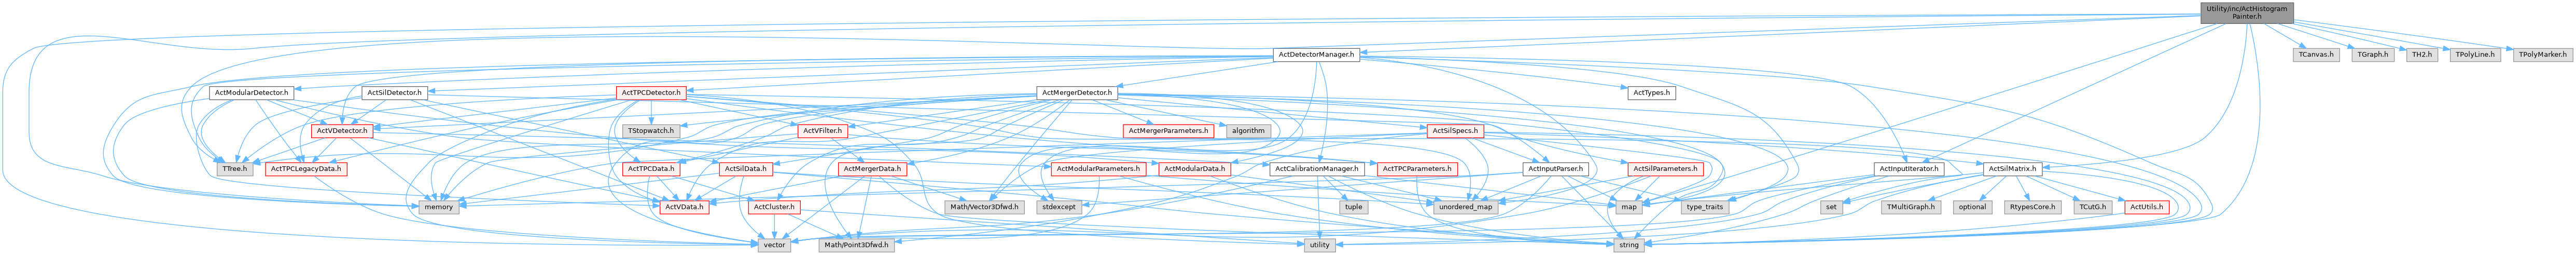 Utility/inc/ActHistogram
Painter.h
ActDetectorManager.h
TCanvas.h
TGraph.h
TH2.h
TPolyLine.h
TPolyMarker.h
ActModularDetector.h
ActSilDetector.h
ActTPCDetector.h
ActMergerDetector.h
ActTypes.h
ActVDetector.h
TStopwatch.h
ActVFilter.h
ActMergerParameters.h
algorithm
ActSilSpecs.h
TTree.h
ActTPCLegacyData.h
ActTPCData.h
ActSilData.h
ActMergerData.h
ActModularParameters.h
ActModularData.h
ActCalibrationManager.h
ActTPCParameters.h
ActInputParser.h
ActSilParameters.h
ActInputIterator.h
ActSilMatrix.h
memory
ActVData.h
ActCluster.h
Math/Vector3Dfwd.h
stdexcept
tuple
unordered_map
map
type_traits
set
TMultiGraph.h
optional
RtypesCore.h
TCutG.h
ActUtils.h
vector
Math/Point3Dfwd.h
utility
string